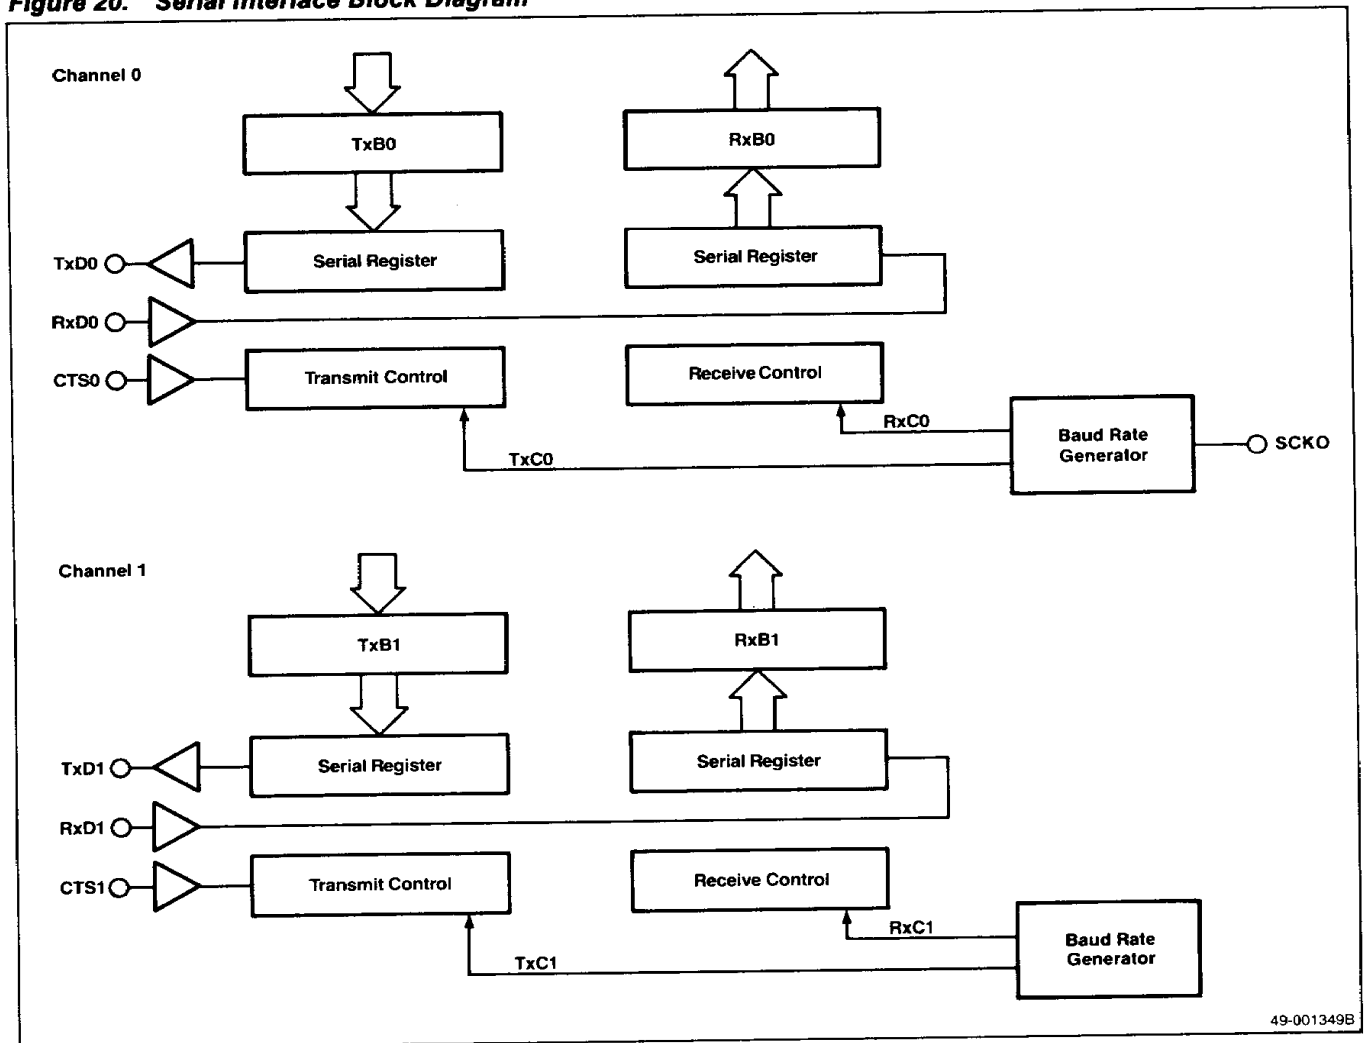 Figure 20. Serial Interface Block Diagram
Channel 0
TxB0
RxB0
TxD0
Serial Register
Serial Register
RxD0
CTS0
Transmit Control
Receive Control
RxC0
TxC0
Baud Rate
Generator
SCKO
Channel 1
TxB1
RxB1
TxD1
Serial Register
Serial Register
RxD1
CTS1
Transmit Control
Receive Control
RxC1
TxC1
Baud Rate
Generator
49-001349B